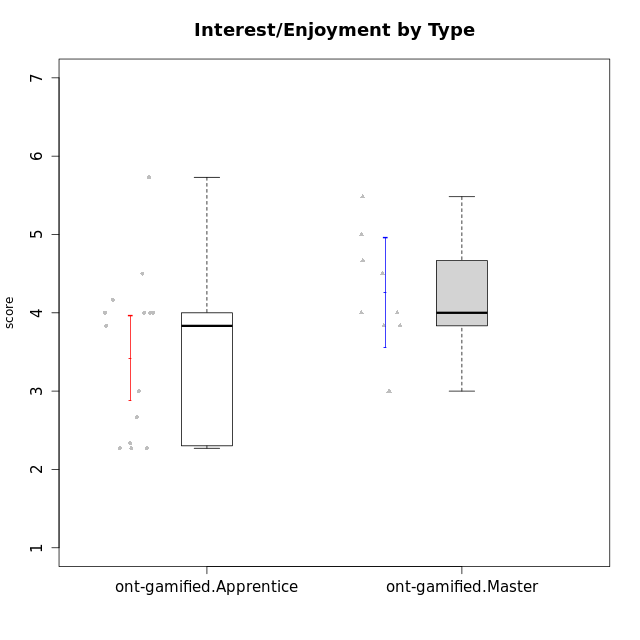 Interest/Enjoyment by Type
score
7
6
5
4
3
2
1
ont-gamified.Apprentice
ont-gamified.Master